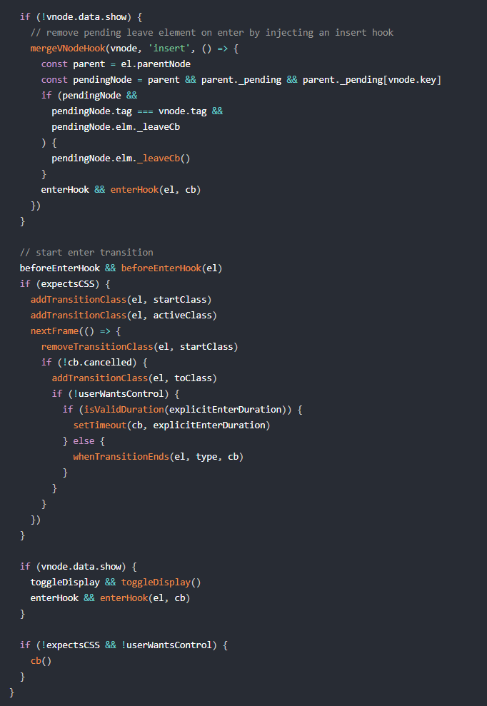 if (!vnode.data.show) {
// remove pending leave element on enter by injecting an insert hook
mergeVNodeHook(vnode, 'insert', () => {
const parent = el.parentNode
const pendingNode = parent && parent._pending && parent._pending[vnode.key]
if (pendingNode &&
pendingNode.tag === vnode.tag &&
pendingNode.elm._leaveCb
) {
pendingNode.elm._leaveCb()
}
enterHook && enterHook(el, cb)
})
}
// start enter transition
beforeEnterHook && beforeEnterHook(el)
if (expectsCSS) {
addTransitionClass(el, startClass)
addTransitionClass(el, activeClass)
nextFrame(() => {
removeTransitionClass(el, startClass)
if (!cb.cancelled) {
addTransitionClass(el, toClass)
if (!userWantsControl) {
if (isValidDuration(explicitEnterDuration)) {
setTimeout(cb, explicitEnterDuration)
} else {
whenTransitionEnds(el, type, cb)
}
}
}
})
}
if (vnode.data.show) {
toggleDisplay && toggleDisplay()
enterHook && enterHook(el, cb)
}
if (!expectsCSS && !userWantsControl) {
cb()
}
}